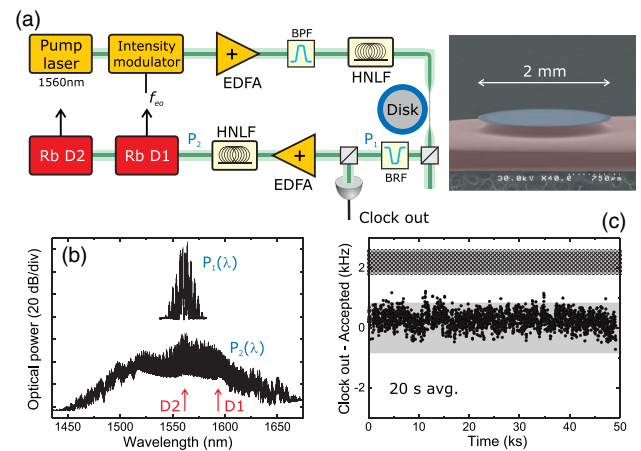 (a)
Pump
laser
1560nm
Intensity
modulator
f_eo
EDFA
BPF
HNLF
Disk
2 mm
30.0kV X40.0 750µm
Rb D2
Rb D1
P₂
HNLF
EDFA
P₁
BRF
Clock out
(b)
P₁(λ)
P₂(λ)
D2
D1
Optical power (20 dB/div)
1450 1500 1550 1600 1650
Wavelength (nm)
(c)
Clock out - Accepted (kHz)
2
0
-2
20 s avg.
0 10 20 30 40 50
Time (ks)